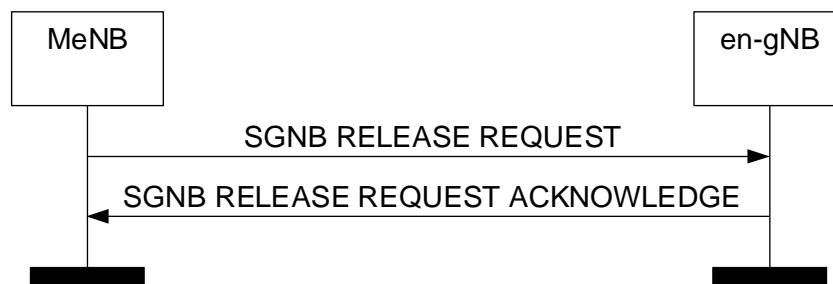 MeNB
en-gNB
SGNB RELEASE REQUEST
SGNB RELEASE REQUEST ACKNOWLEDGE